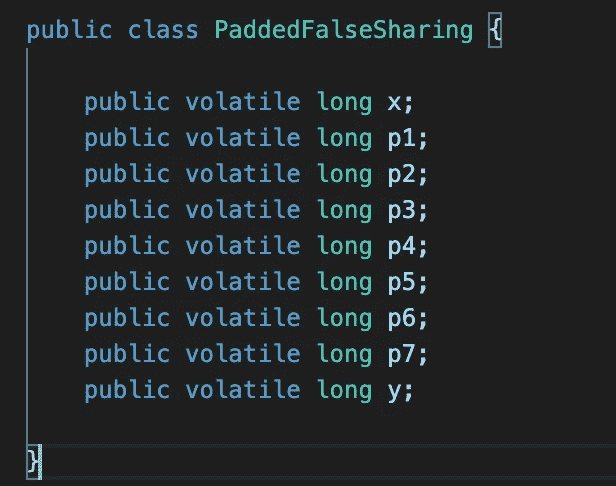 public class PaddedFalseSharing {
public volatile long x;
public volatile long p1;
public volatile long p2;
public volatile long p3;
public volatile long p4;
public volatile long p5;
public volatile long p6;
public volatile long p7;
public volatile long y;
}